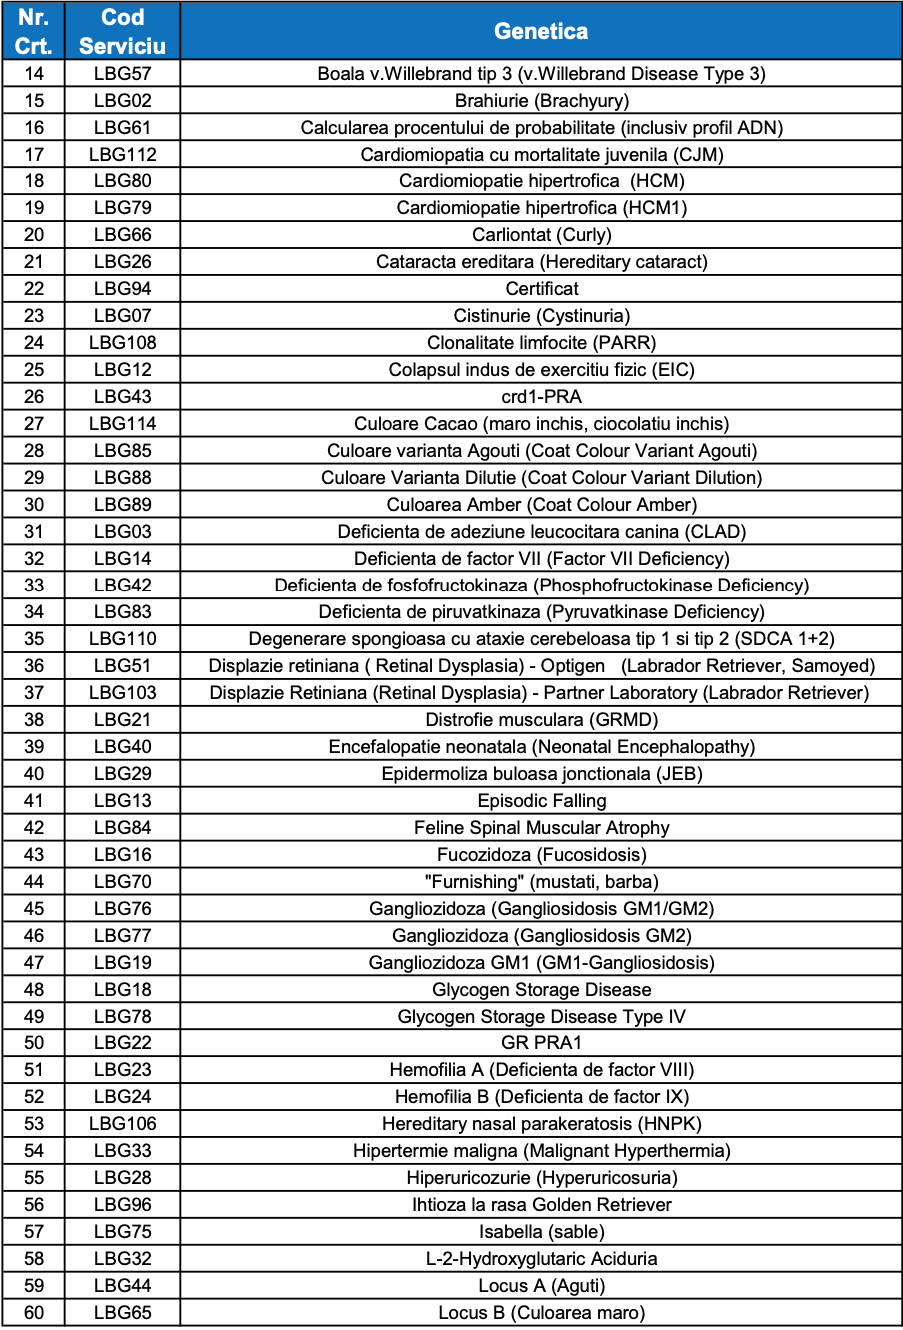 Nr. Crt. Cod Serviciu Genetica
14 LBG57 Boala v.Willebrand tip 3 (v.Willebrand Disease Type 3)
15 LBG02 Brahiurie (Brachyury)
16 LBG61 Calcularea procentului de probabilitate (inclusiv profil ADN)
17 LBG112 Cardiomiopatia cu mortalitate juvenila (CJM)
18 LBG80 Cardiomiopatie hipertrofica (HCM)
19 LBG79 Cardiomiopatie hipertrofica (HCM1)
20 LBG66 Carliontat (Curly)
21 LBG26 Cataracta ereditara (Hereditary cataract)
22 LBG94 Certificat
23 LBG07 Cistinurie (Cystinuria)
24 LBG108 Clonalitate limfocite (PARR)
25 LBG12 Colapsul indus de exercitiu fizic (EIC)
26 LBG43 crd1-PRA
27 LBG114 Culoare Cacao (maro inchis, ciocolatiu inchis)
28 LBG85 Culoare varianta Agouti (Coat Colour Variant Agouti)
29 LBG88 Culoare Varianta Dilutie (Coat Colour Variant Dilution)
30 LBG89 Culoarea Amber (Coat Colour Amber)
31 LBG03 Deficienta de adeziune leucocitara canina (CLAD)
32 LBG14 Deficienta de factor VII (Factor VII Deficiency)
33 LBG42 Deficienta de fosfofructokinaza (Phosphofructokinase Deficiency)
34 LBG83 Deficienta de piruvatkinaza (Pyruvatkinase Deficiency)
35 LBG110 Degenerare spongioasa cu ataxie cerebeloasa tip 1 si tip 2 (SDCA 1+2)
36 LBG51 Displazie retiniana ( Retinal Dysplasia) - Optigen (Labrador Retriever, Samoyed)
37 LBG103 Displazie Retiniana (Retinal Dysplasia) - Partner Laboratory (Labrador Retriever)
38 LBG21 Distrofie musculara (GRMD)
39 LBG40 Encefalopatie neonatala (Neonatal Encephalopathy)
40 LBG29 Epidermoliza buloasa jonctionala (JEB)
41 LBG13 Episodic Falling
42 LBG84 Feline Spinal Muscular Atrophy
43 LBG16 Fucozidoza (Fucosidosis)
44 LBG70 "Furnishing" (mustati, barba)
45 LBG76 Gangliozidoza (Gangliosidosis GM1/GM2)
46 LBG77 Gangliozidoza (Gangliosidosis GM2)
47 LBG19 Gangliozidoza GM1 (GM1-Gangliosidosis)
48 LBG18 Glycogen Storage Disease
49 LBG78 Glycogen Storage Disease Type IV
50 LBG22 GR PRA1
51 LBG23 Hemofilia A (Deficienta de factor VIII)
52 LBG24 Hemofilia B (Deficienta de factor IX)
53 LBG106 Hereditary nasal parakeratosis (HNPK)
54 LBG33 Hipertermie maligna (Malignant Hyperthermia)
55 LBG28 Hiperuricozurie (Hyperuricosuria)
56 LBG96 Ihtioza la rasa Golden Retriever
57 LBG75 Isabella (sable)
58 LBG32 L-2-Hydroxyglutaric Aciduria
59 LBG44 Locus A (Aguti)
60 LBG65 Locus B (Culoarea maro)